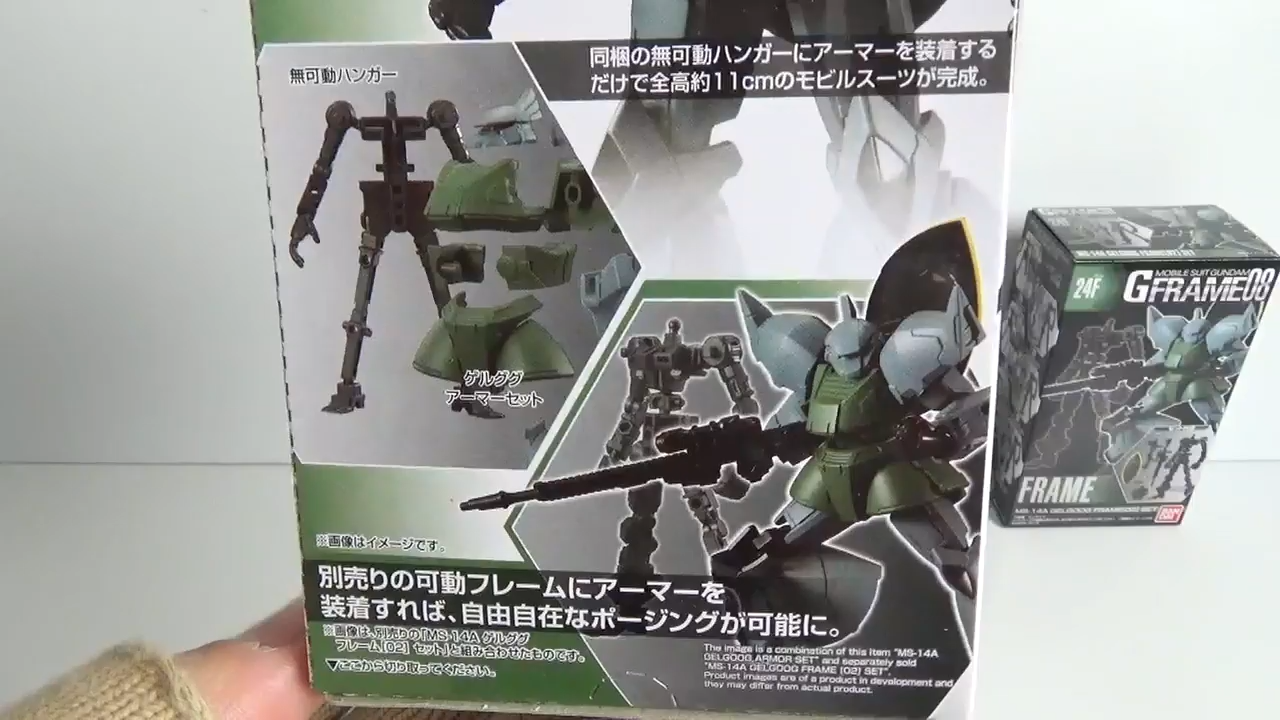 無可動ハンガー
同梱の無可動ハンガーにアーマーを装着する
だけで全高約11cmのモビルスーツが完成。
ゲルググ
アーマーセット
※画像はイメージです。
別売りの可動フレームにアーマーを
装着すれば、自由自在なポージングが可能に。
※画像は、別売りの「MS-14A ゲルググ
フレーム[02] セット」と組み合わせたものです。
▼ここから切り取ってください。
The image is a combination of this item "MS-14A
GELGOOG ARMOR SET" and separately sold
"MS-14A GELGOOG FRAME [02] SET".
Product images are of a product in development and
they may differ from actual product.
24F
MOBILE SUIT GUNDAM
GFRAME08
FRAME
MS-14A GELGOOG FRAME[02] SET